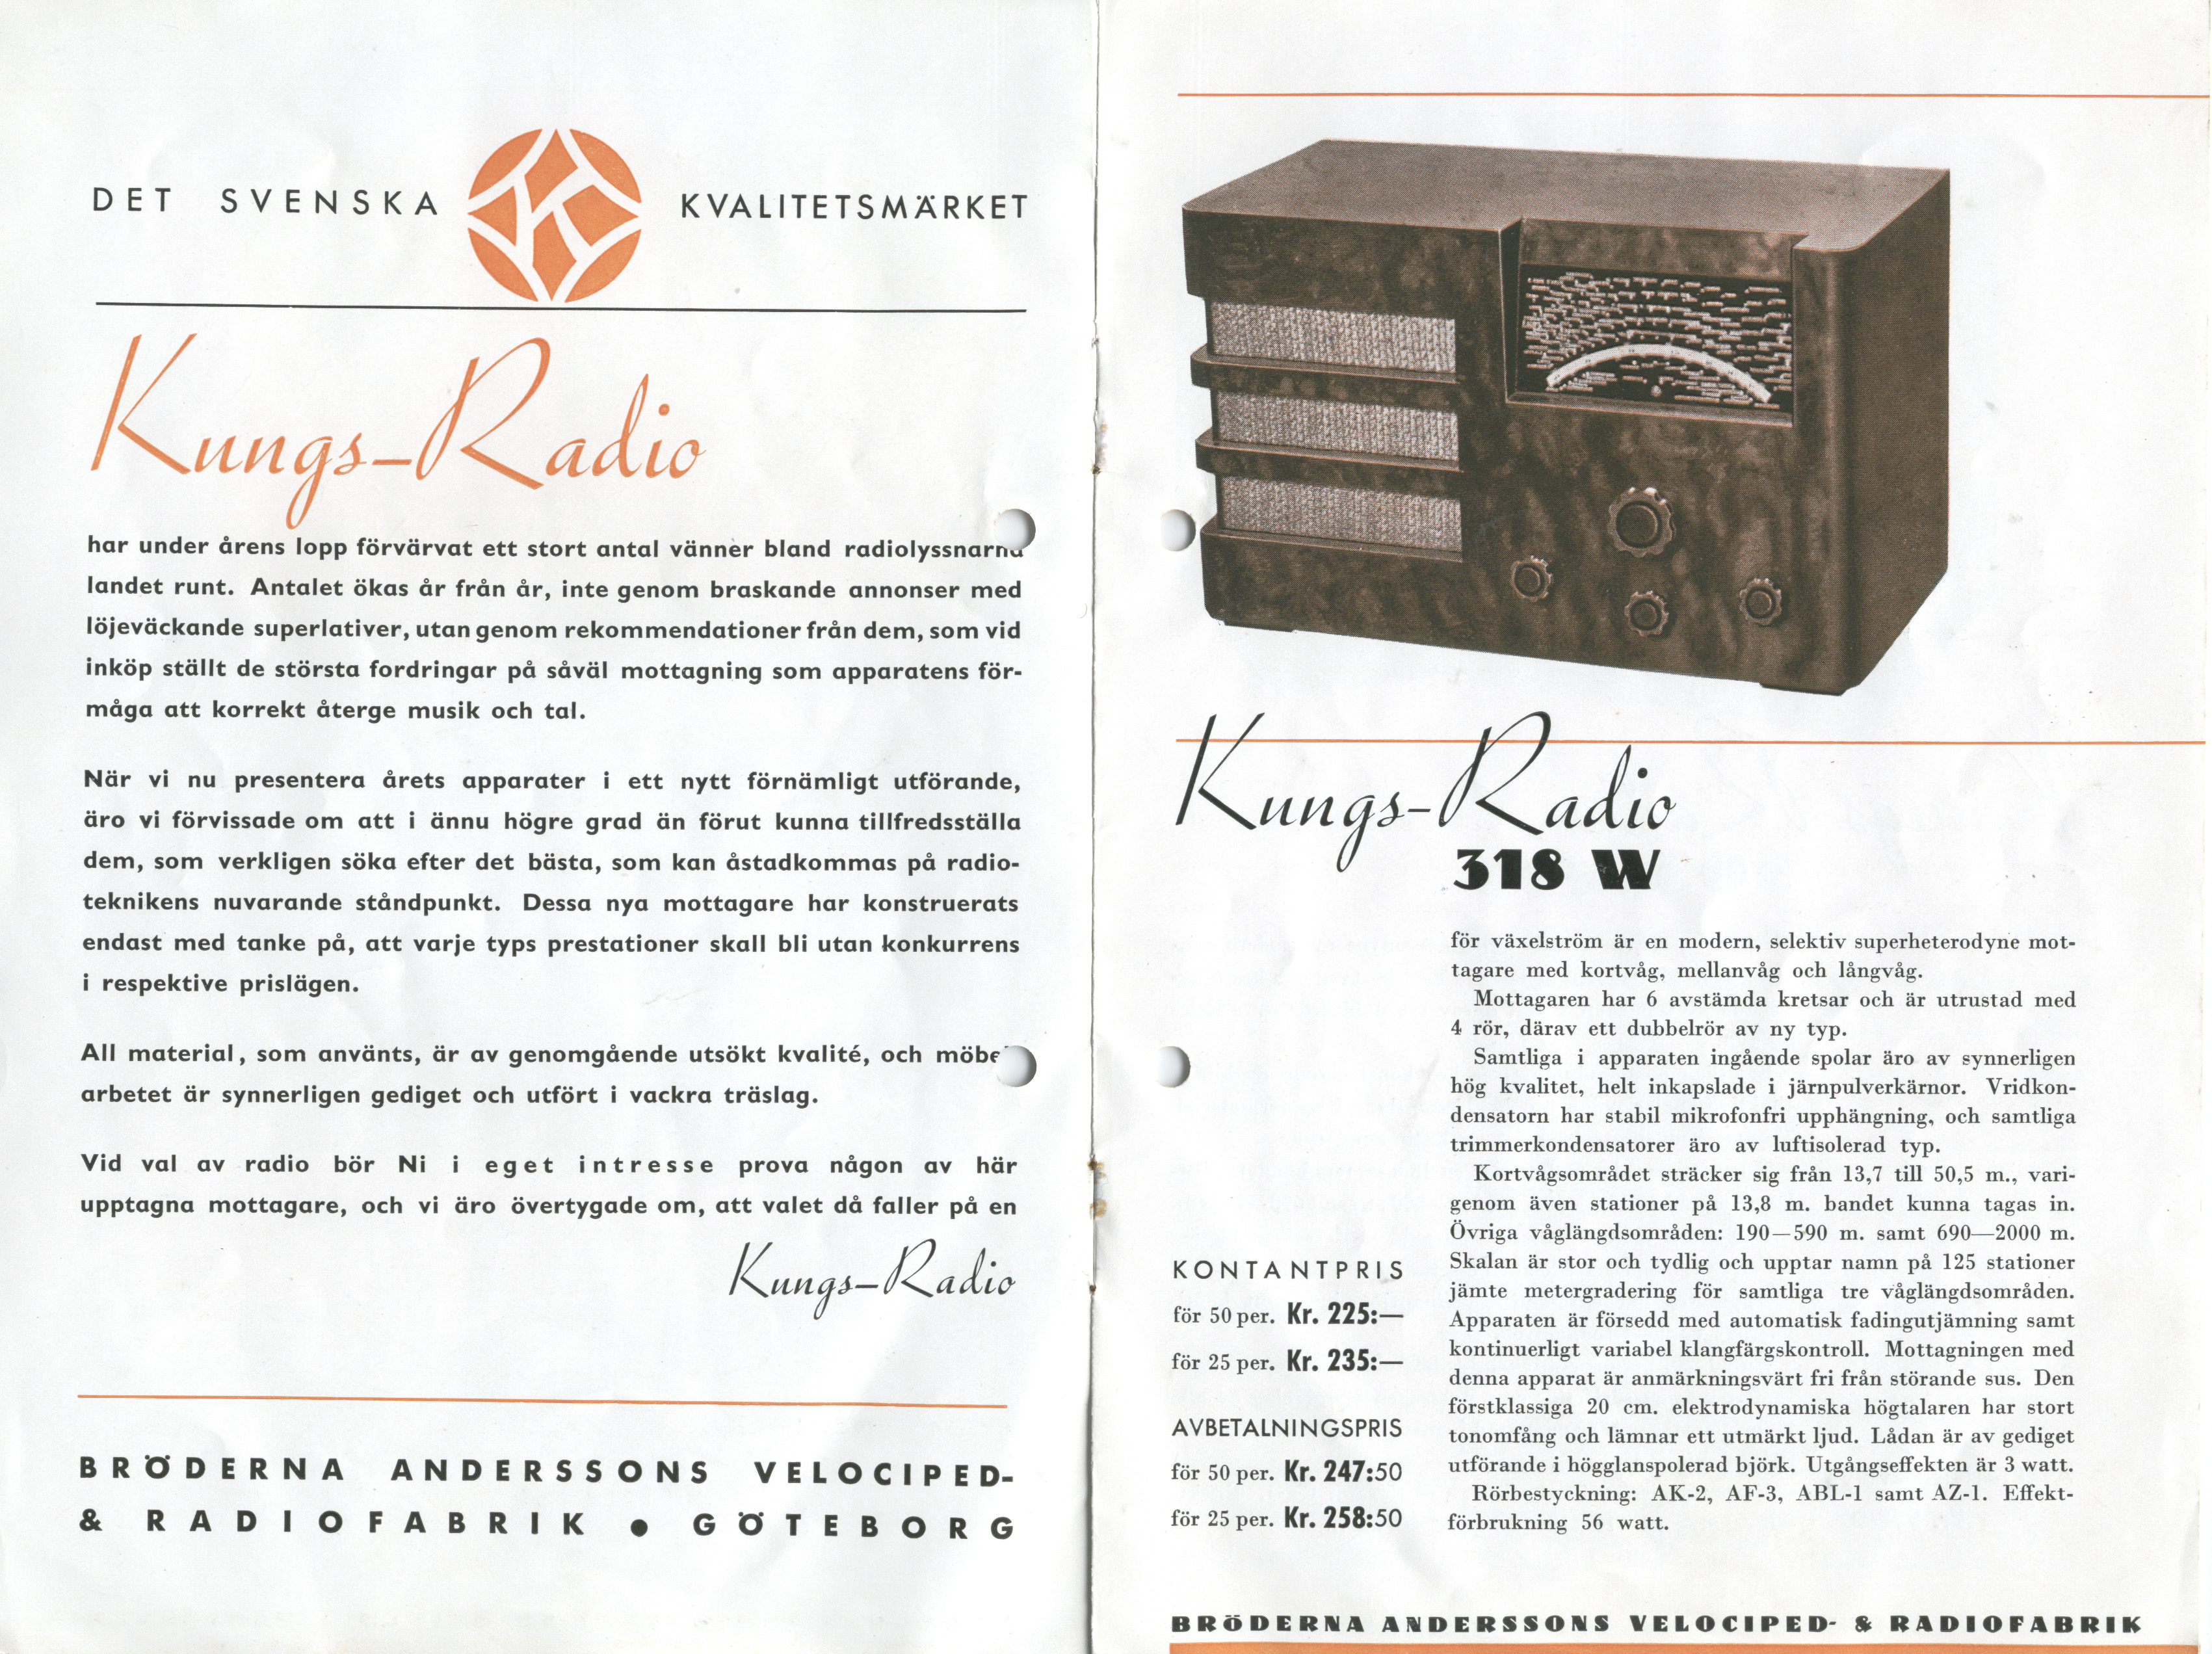 DET SVENSKA KVALITETSMÄRKET
Kungs-Radio
har under årens lopp förvärvat ett stort antal vänner bland radiolyssnarna
landet runt. Antalet ökas år från år, inte genom braskande annonser med
löjeväckande superlativer, utan genom rekommendationer från dem, som vid
inköp ställt de största fordringar på såväl mottagning som apparatens för-
måga att korrekt återge musik och tal.
När vi nu presentera årets apparater i ett nytt förnämligt utförande,
äro vi förvissade om att i ännu högre grad än förut kunna tillfredsställa
dem, som verkligen söka efter det bästa, som kan åstadkommas på radio-
teknikens nuvarande ståndpunkt. Dessa nya mottagare har konstruerats
endast med tanke på, att varje typs prestationer skall bli utan konkurrens
i respektive prislägen.
All material, som använts, är av genomgående utsökt kvalité, och möbel
arbetet är synnerligen gediget och utfört i vackra träslag.
Vid val av radio bör Ni i eget intresse prova någon av här
upptagna mottagare, och vi äro övertygade om, att valet då faller på en
Kungs-Radio
BRÖDERNA ANDERSSONS VELOCIPED-
& RADIOFABRIK • GÖTEBORG
Kungs-Radio
318 W
för växelström är en modern, selektiv superheterodyne mot-
tagare med kortvåg, mellanvåg och långvåg.
Mottagaren har 6 avstämda kretsar och är utrustad med
4 rör, därav ett dubbelrör av ny typ.
Samtliga i apparaten ingående spolar äro av synnerligen
hög kvalitet, helt inkapslade i järnpulverkärnor. Vridkon-
densatorn har stabil mikrofonfri upphängning, och samtliga
trimmerkondensatorer äro av luftisolerad typ.
Kortvågsområdet sträcker sig från 13,7 till 50,5 m., vari-
genom även stationer på 13,8 m. bandet kunna tagas in.
Övriga våglängdsområden: 190—590 m. samt 690—2000 m.
Skalan är stor och tydlig och upptar namn på 125 stationer
jämte metergradering för samtliga tre våglängdsområden.
Apparaten är försedd med automatisk fadingutjämning samt
kontinuerligt variabel klangfärgskontroll. Mottagningen med
denna apparat är anmärkningsvärt fri från störande sus. Den
förstklassiga 20 cm. elektrodynamiska högtalaren har stort
tonomfång och lämnar ett utmärkt ljud. Lådan är av gediget
utförande i högglanspolerad björk. Utgångseffekten är 3 watt.
Rörbestyckning: AK-2, AF-3, ABL-1 samt AZ-1. Effekt-
förbrukning 56 watt.
KONTANTPRIS
för 50 per. Kr. 225:—
för 25 per. Kr. 235:—
AVBETALNINGSPRIS
för 50 per. Kr. 247:50
för 25 per. Kr. 258:50
BRÖDERNA ANDERSSONS VELOCIPED- & RADIOFABRIK